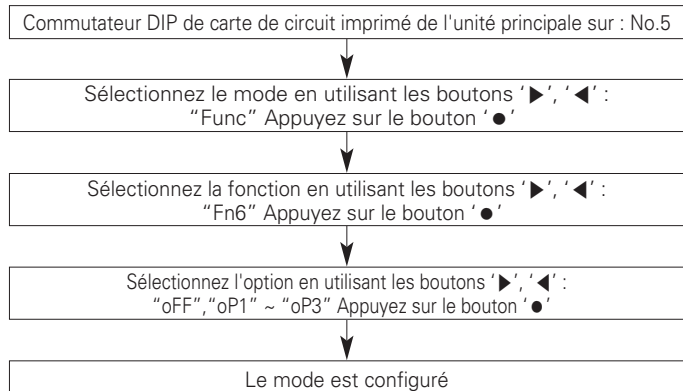 Commutateur DIP de carte de circuit imprimé de l'unité principale sur : No.5
Sélectionnez le mode en utilisant les boutons ‘▶’, ‘◀’ :
“Func” Appuyez sur le bouton ‘●’
Sélectionnez la fonction en utilisant les boutons ‘▶’, ‘◀’ :
“Fn6” Appuyez sur le bouton ‘●’
Sélectionnez l'option en utilisant les boutons ‘▶’, ‘◀’ :
“oFF”,“oP1” ~ “oP3” Appuyez sur le bouton ‘●’
Le mode est configuré